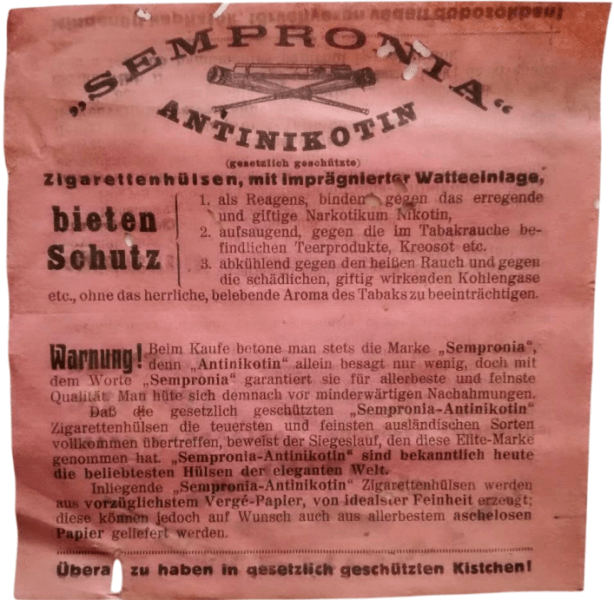 „SEMPRONIA“
ANTINIKOTIN
(gesetzlich geschützte)
Zigarettenhülsen, mit imprägnierter Watteeinlage,
bieten
Schutz
1. als Reagens, bindend gegen das erregende
und giftige Narkotikum Nikotin,
2. aufsaugend, gegen die im Tabakrauche be-
findlichen Teerprodukte, Kreosot etc.
3. abkühlend gegen den heißen Rauch und gegen
die schädlichen, giftig wirkenden Kohlengase
etc., ohne das herrliche, belebende Aroma des Tabaks zu beeinträchtigen.
Warnung! Beim Kaufe betone man stets die Marke „Sempronia“,
denn „Antinikotin“ allein besagt nur wenig, doch mit
dem Worte „Sempronia“ garantiert sie für allerbeste und feinste
Qualität. Man hüte sich demnach vor minderwärtigen Nachahmungen.
Daß die gesetzlich geschützten „Sempronia-Antinikotin“
Zigarettenhülsen die teuersten und feinsten ausländischen Sorten
vollkommen übertreffen, beweist der Siegeslauf, den diese Elite-Marke
genommen hat. „Sempronia-Antinikotin“ sind bekanntlich heute
die beliebtesten Hülsen der eleganten Welt.
Inliegende „Sempronia-Antinikotin“ Zigarettenhülsen werden
aus vorzüglichstem Vergé-Papier, von idealster Feinheit erzeugt;
diese können jedoch auf Wunsch auch aus allerbestem aschelosen
Papier geliefert werden.
Übera zu haben in gesetzlich geschützten Kistchen!